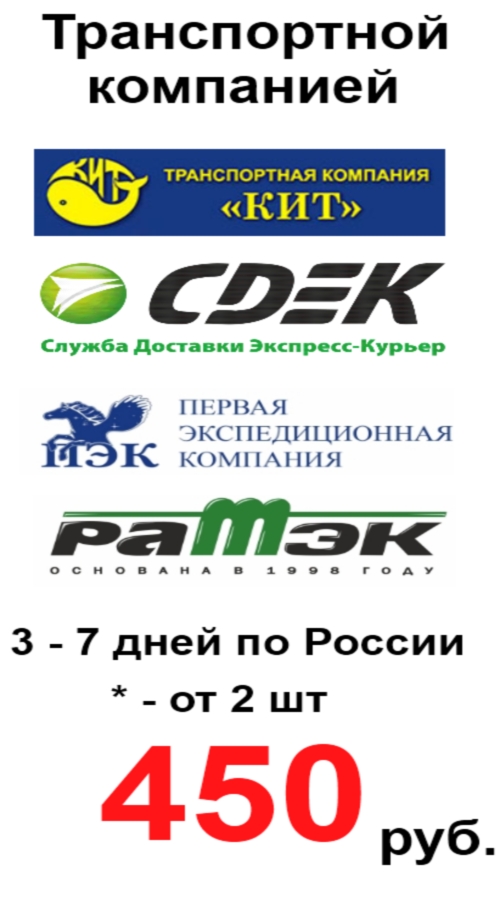 Транспортной
компанией
КИТ
ТРАНСПОРТНАЯ КОМПАНИЯ
«КИТ»
CDEK
Служба Доставки Экспресс-Курьер
ПЭК
ПЕРВАЯ
ЭКСПЕДИЦИОННАЯ
КОМПАНИЯ
РАТЭК
ОСНОВАНА В 1998 ГОДУ
3 - 7 дней по России
* - от 2 шт
450 руб.